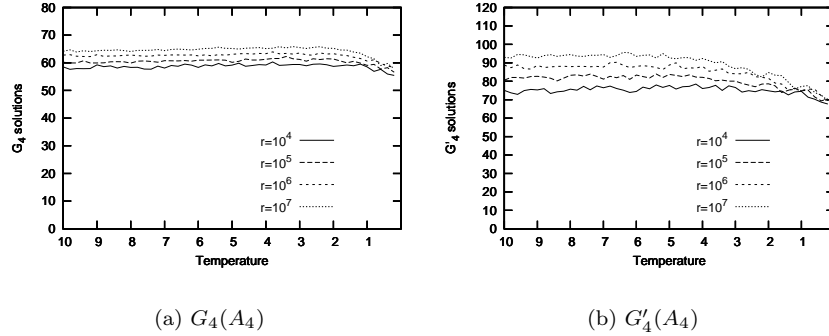 80
70
60
50
40
30
20
10
0
G4 solutions
r=10^4
r=10^5
r=10^6
r=10^7
10 9 8 7 6 5 4 3 2 1
Temperature
(a) G4(A4)
120
110
100
90
80
70
60
50
40
30
20
10
0
G'4 solutions
r=10^4
r=10^5
r=10^6
r=10^7
10 9 8 7 6 5 4 3 2 1
Temperature
(b) G'4(A4)